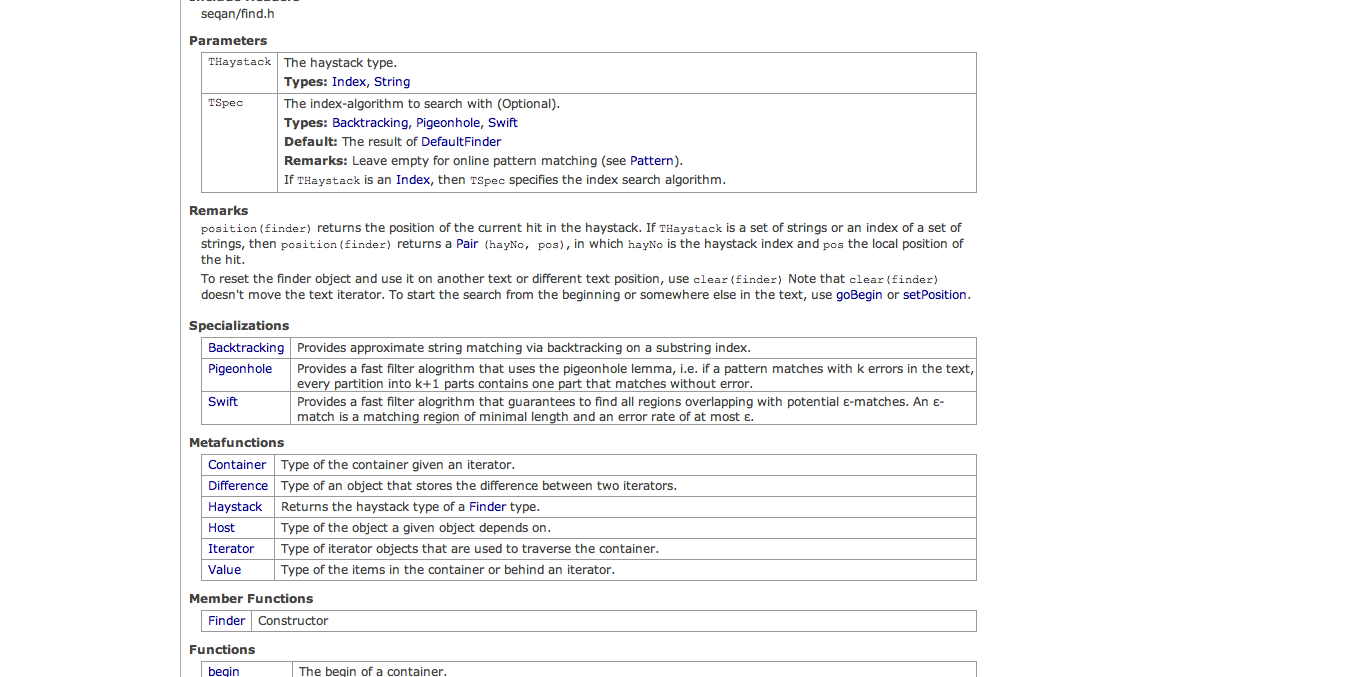 seqan/find.h
Parameters
THaystack The haystack type.
Types: Index, String
TSpec The index-algorithm to search with (Optional).
Types: Backtracking, Pigeonhole, Swift
Default: The result of DefaultFinder
Remarks: Leave empty for online pattern matching (see Pattern).
If THaystack is an Index, then TSpec specifies the index search algorithm.
Remarks
position(finder) returns the position of the current hit in the haystack. If THaystack is a set of strings or an index of a set of
strings, then position(finder) returns a Pair (hayNo, pos), in which hayNo is the haystack index and pos the local position of
the hit.
To reset the finder object and use it on another text or different text position, use clear(finder) Note that clear(finder)
doesn't move the text iterator. To start the search from the beginning or somewhere else in the text, use goBegin or setPosition.
Specializations
Backtracking Provides approximate string matching via backtracking on a substring index.
Pigeonhole Provides a fast filter alogrithm that uses the pigeonhole lemma, i.e. if a pattern matches with k errors in the text,
every partition into k+1 parts contains one part that matches without error.
Swift Provides a fast filter alogrithm that guarantees to find all regions overlapping with potential ε-matches. An ε-
match is a matching region of minimal length and an error rate of at most ε.
Metafunctions
Container Type of the container given an iterator.
Difference Type of an object that stores the difference between two iterators.
Haystack Returns the haystack type of a Finder type.
Host Type of the object a given object depends on.
Iterator Type of iterator objects that are used to traverse the container.
Value Type of the items in the container or behind an iterator.
Member Functions
Finder Constructor
Functions
begin The begin of a container.